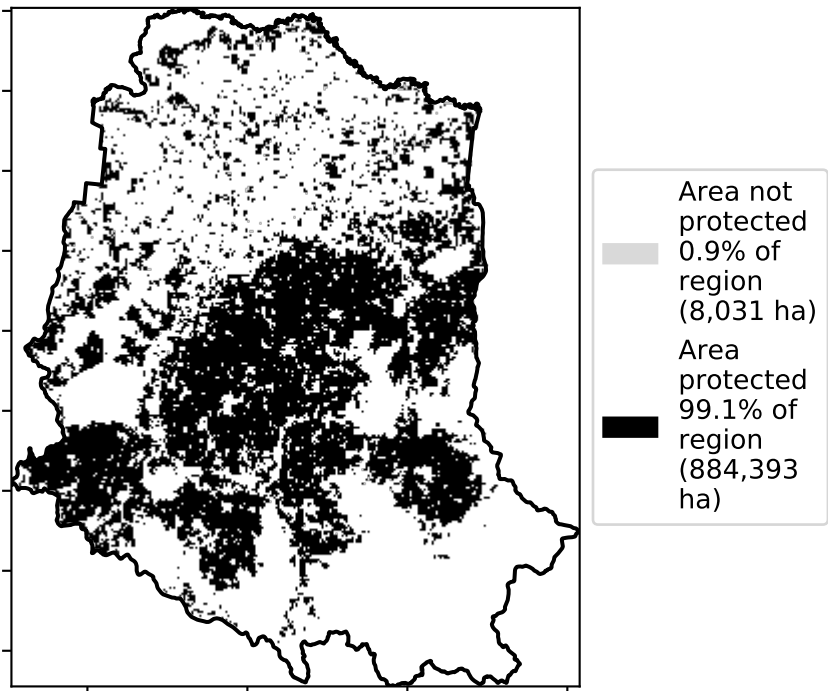 Area not
protected
0.9% of
region
(8,031 ha)
Area
protected
99.1% of
region
(884,393
ha)